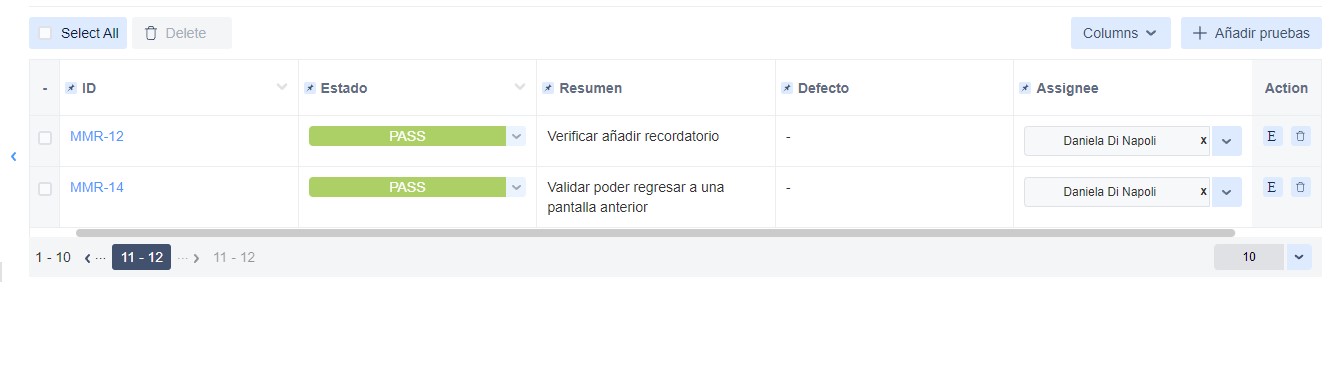 Select All Delete Columns + Añadir pruebas
- ID Estado Resumen Defecto Assignee Action
MMR-12 PASS Verificar añadir recordatorio - Daniela Di Napoli x E
MMR-14 PASS Validar poder regresar a una - Daniela Di Napoli x E
pantalla anterior
1 - 10 ‹ ··· 11 - 12 ··· › 11 - 12 10